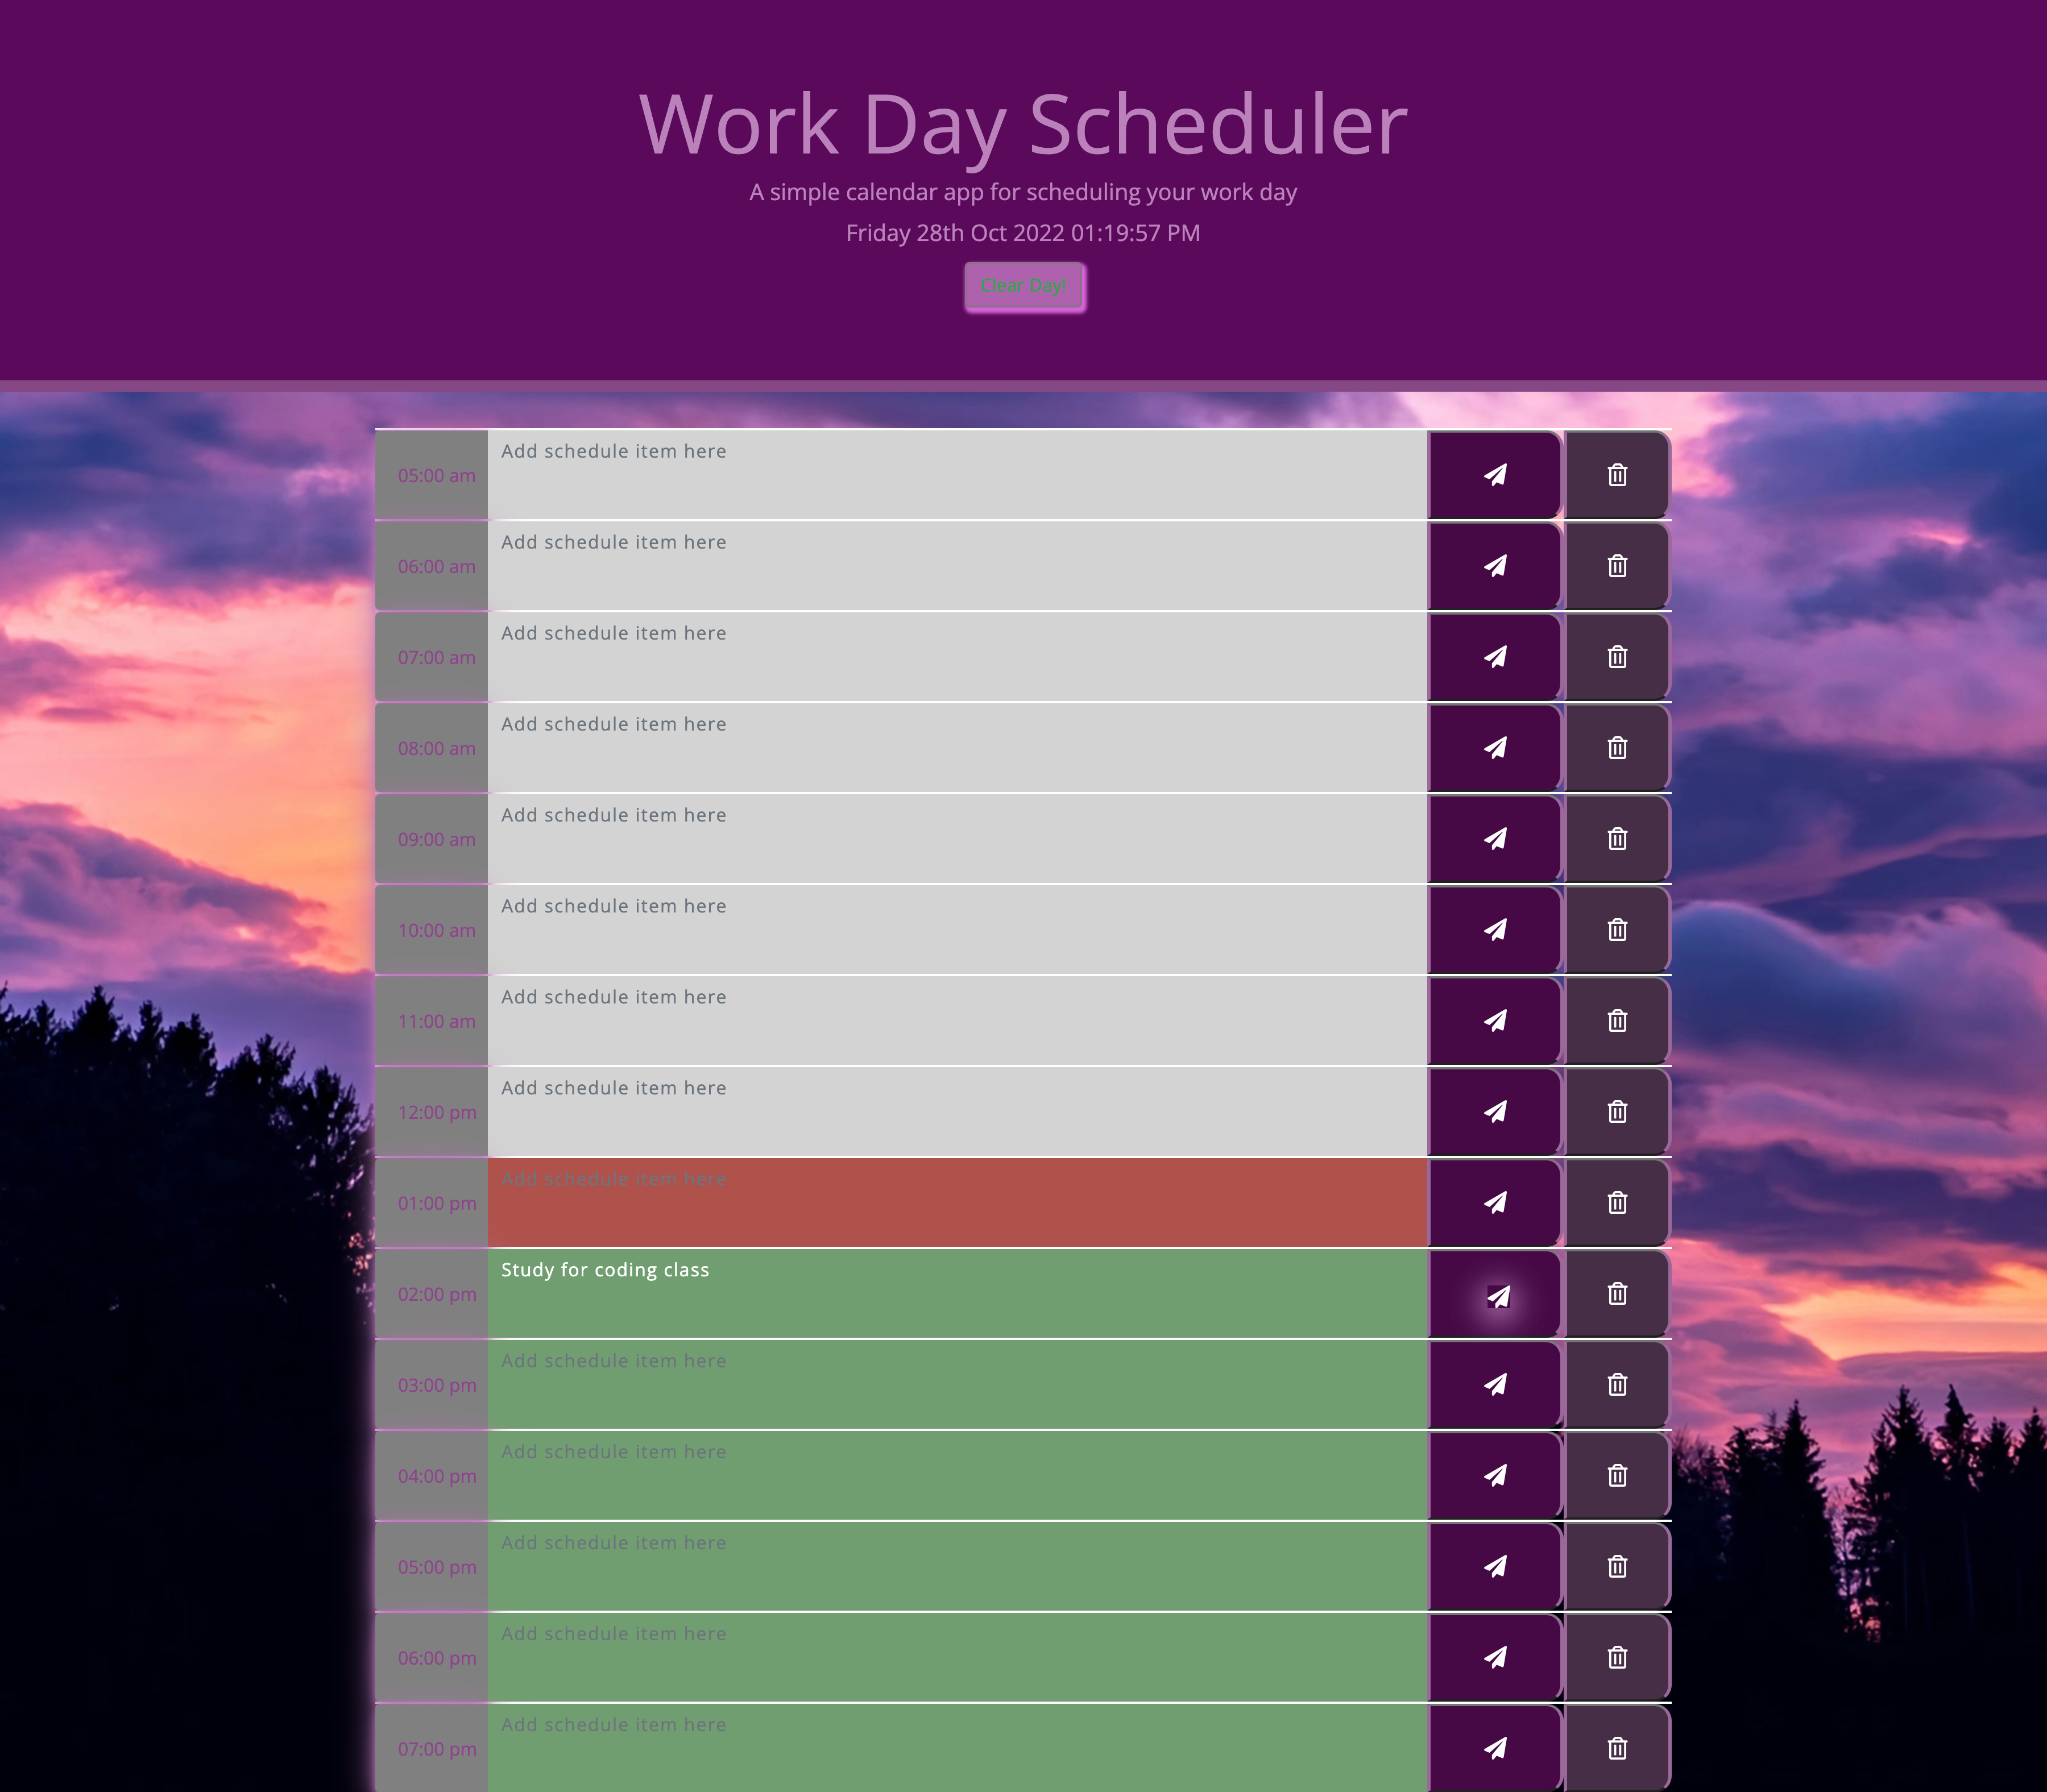 Work Day Scheduler
A simple calendar app for scheduling your work day
Friday 28th Oct 2022 01:19:57 PM
Clear Day!
05:00 am Add schedule item here
06:00 am Add schedule item here
07:00 am Add schedule item here
08:00 am Add schedule item here
09:00 am Add schedule item here
10:00 am Add schedule item here
11:00 am Add schedule item here
12:00 pm Add schedule item here
01:00 pm Add schedule item here
02:00 pm Study for coding class
03:00 pm Add schedule item here
04:00 pm Add schedule item here
05:00 pm Add schedule item here
06:00 pm Add schedule item here
07:00 pm Add schedule item here